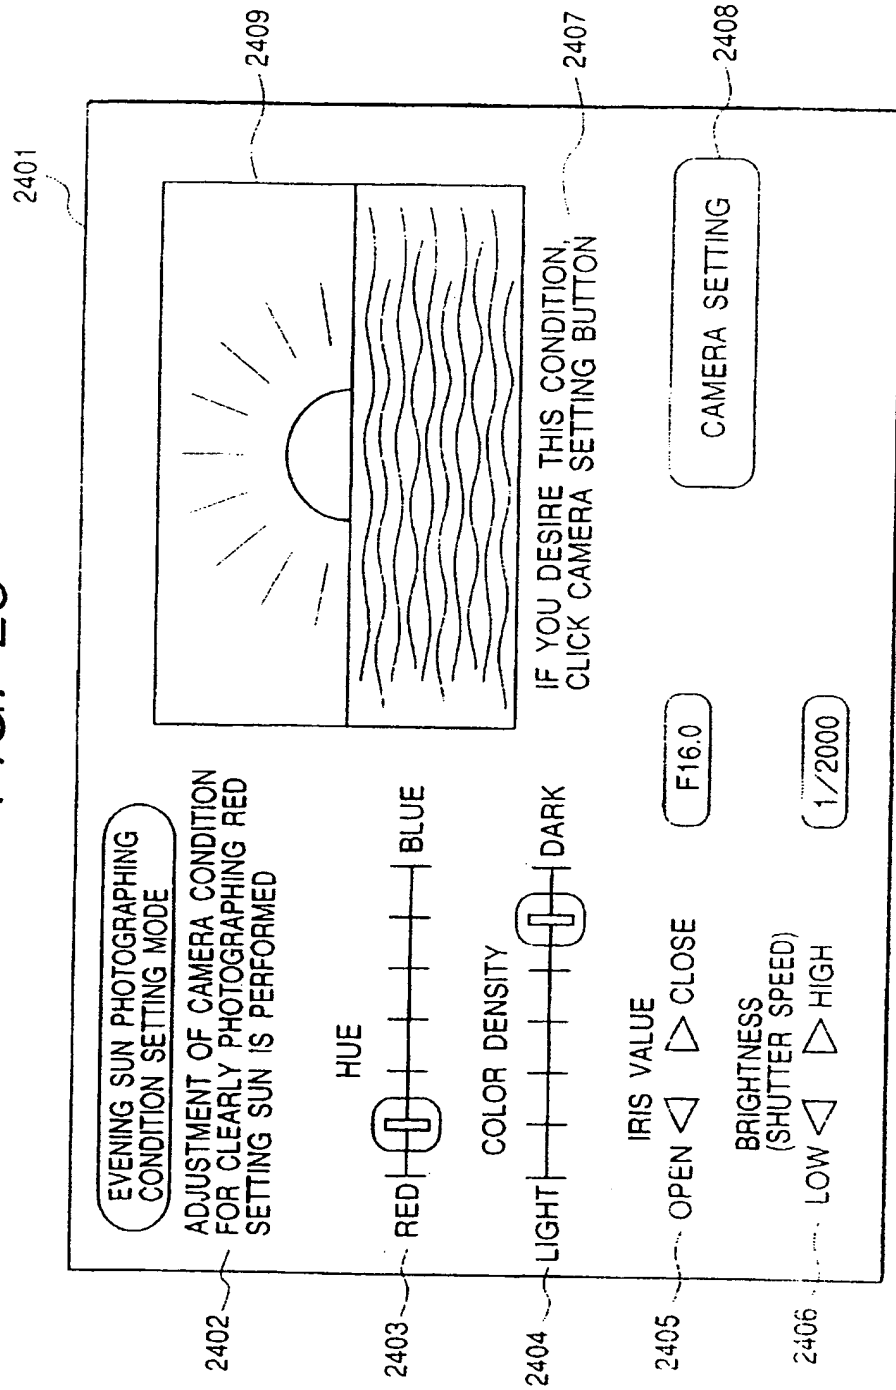 2401
EVENING SUN PHOTOGRAPHING
CONDITION SETTING MODE
2402
ADJUSTMENT OF CAMERA CONDITION
FOR CLEARLY PHOTOGRAPHING RED
SETTING SUN IS PERFORMED
2409
HUE
2403
RED
BLUE
COLOR DENSITY
2404
LIGHT
DARK
IF YOU DESIRE THIS CONDITION,
CLICK CAMERA SETTING BUTTON
2407
IRIS VALUE
2405
OPEN
CLOSE
F16.0
BRIGHTNESS
(SHUTTER SPEED)
2406
LOW
HIGH
1/2000
CAMERA SETTING
2408